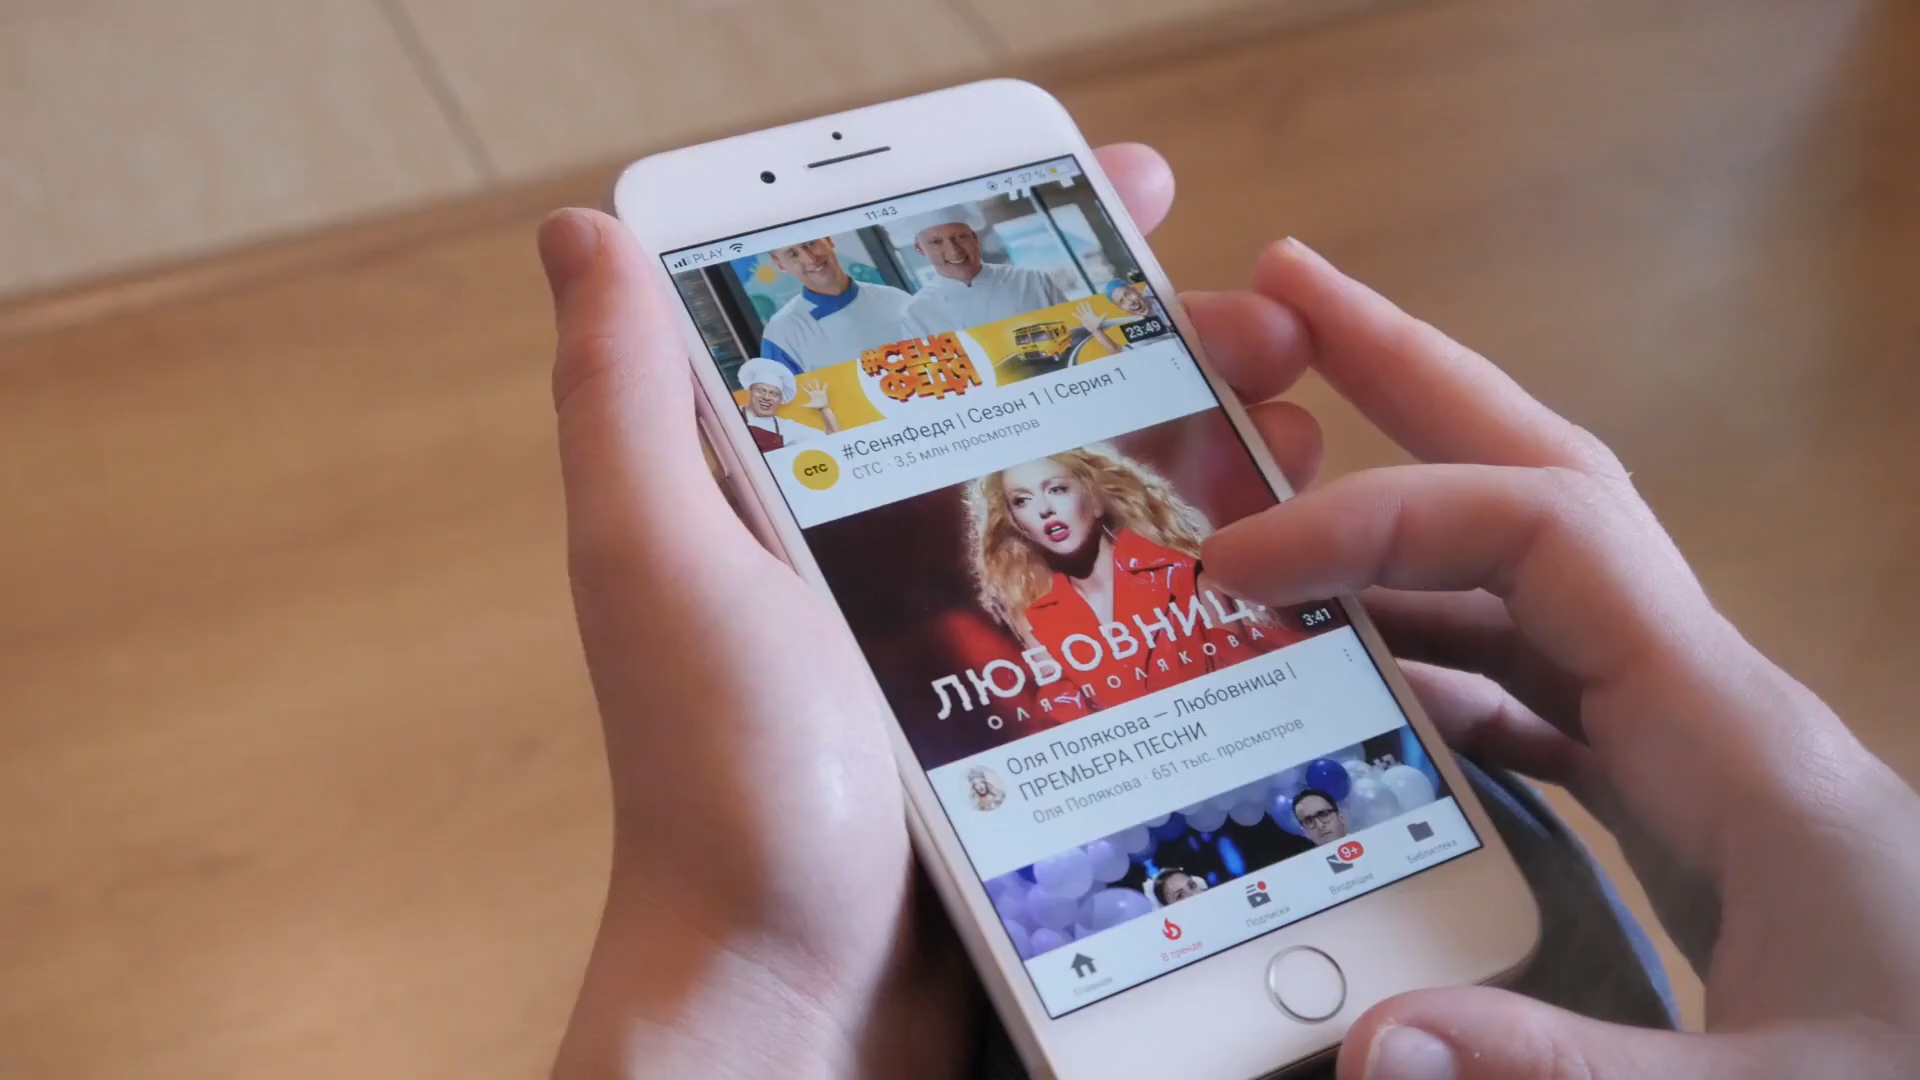 PLAY
11:43
37 %
#СЕНЯ
ФЕДЯ
23:49
СТС
#СеняФедя | Сезон 1 | Серия 1
СТС · 3,5 млн просмотров
ЛЮБОВНИЦ
ОЛЯ ПОЛЯКОВА
3:41
Оля Полякова – Любовница |
ПРЕМЬЕРА ПЕСНИ
Оля Полякова · 651 тыс. просмотров
9+
Главная
В тренде
Подписки
Входящие
Библиотека